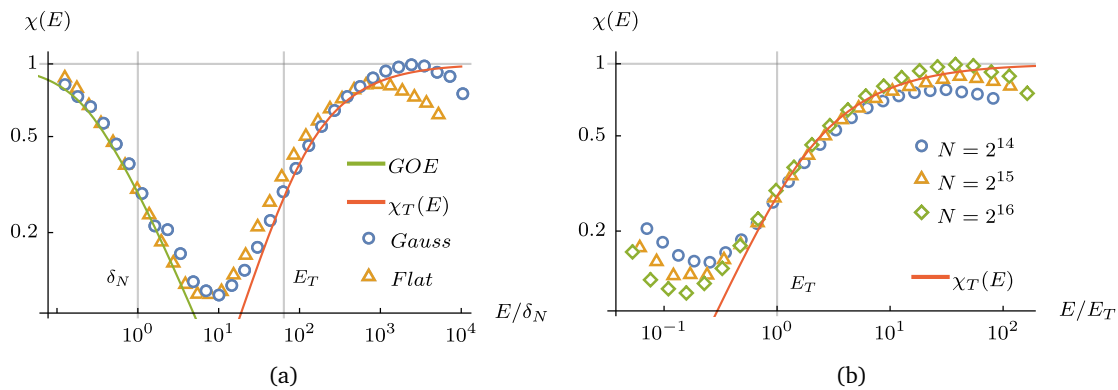 χ(E)
1
0.5
0.2
GOE
χ_T(E)
Gauss
Flat
δ_N
E_T
E/δ_N
10^0
10^1
10^2
10^3
10^4
(a)
χ(E)
1
0.5
0.2
N = 2^14
N = 2^15
N = 2^16
χ_T(E)
E_T
E/E_T
10^−1
10^0
10^1
10^2
(b)